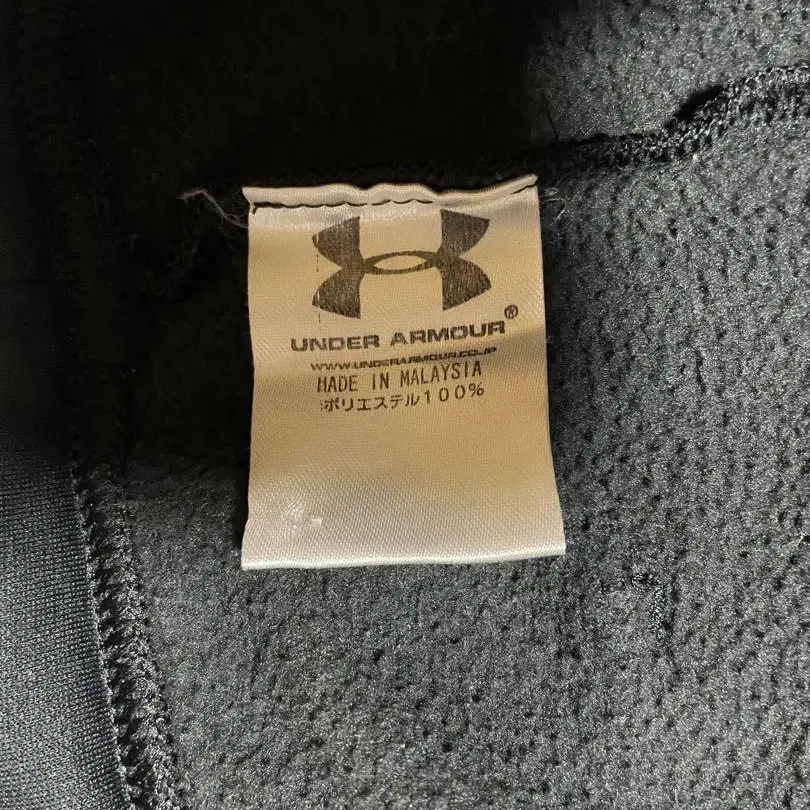 UNDER ARMOUR®
WWW.UNDERARMOUR.CO.JP
MADE IN MALAYSIA
ポリエステル100%